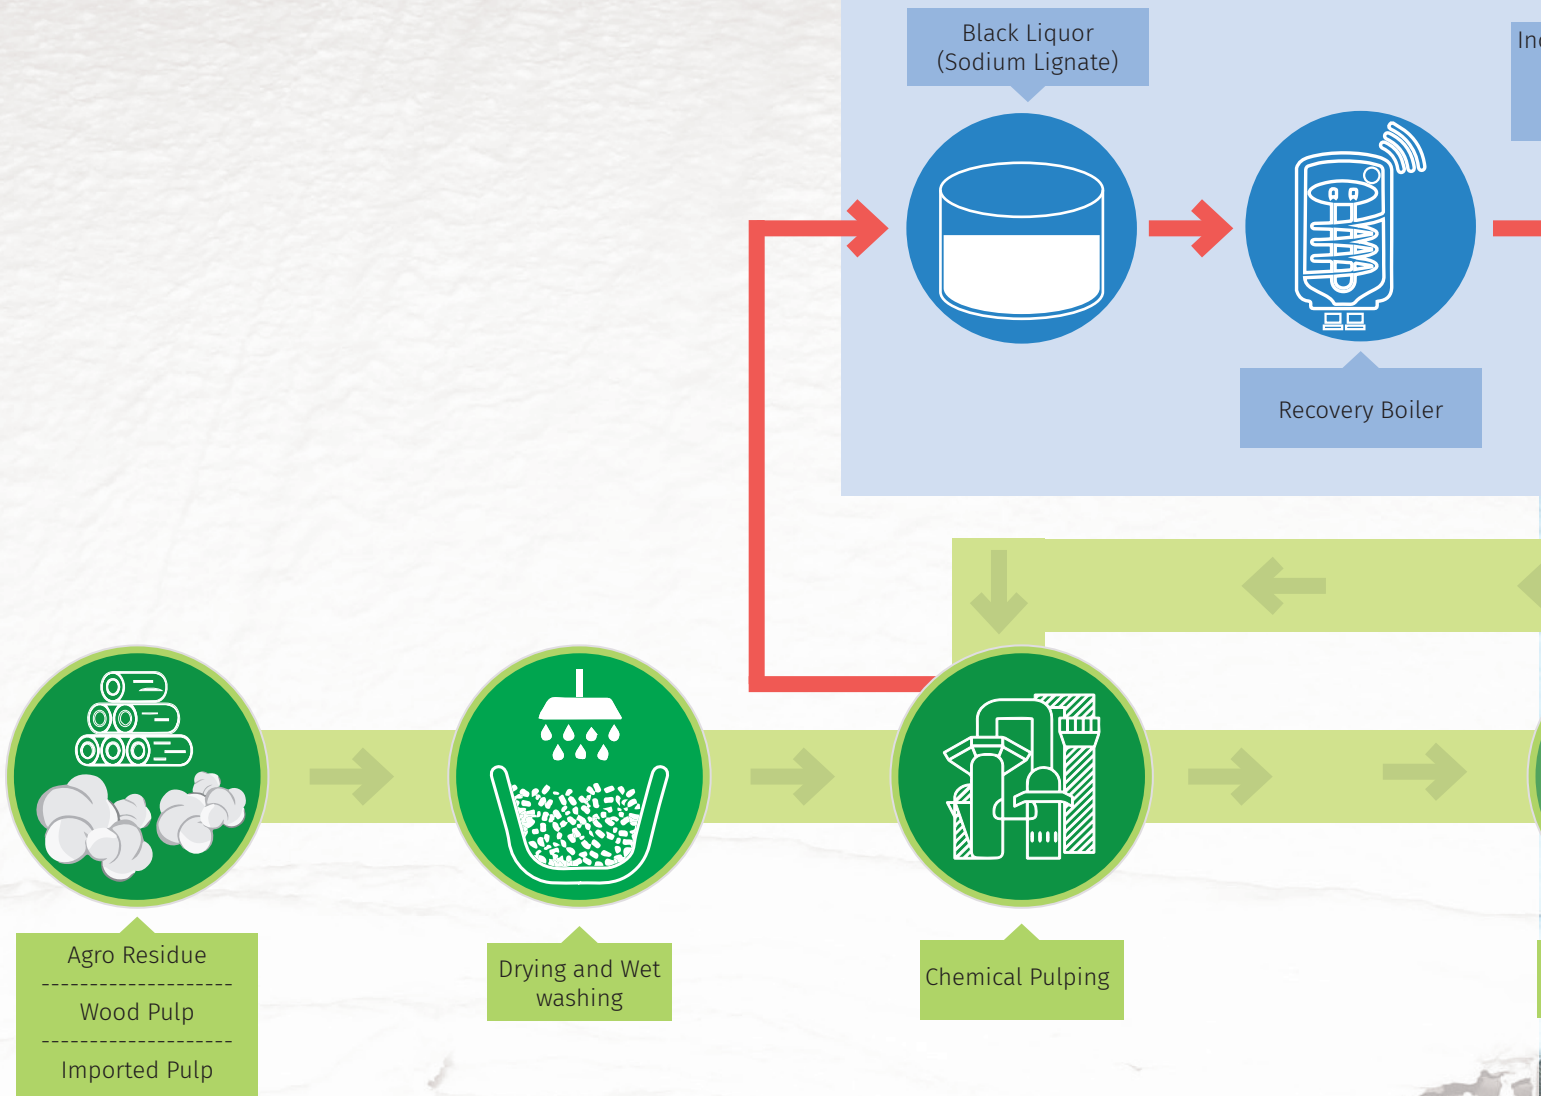 Black Liquor
(Sodium Lignate)
Recovery Boiler
Agro Residue
Wood Pulp
Imported Pulp
Drying and Wet
washing
Chemical Pulping